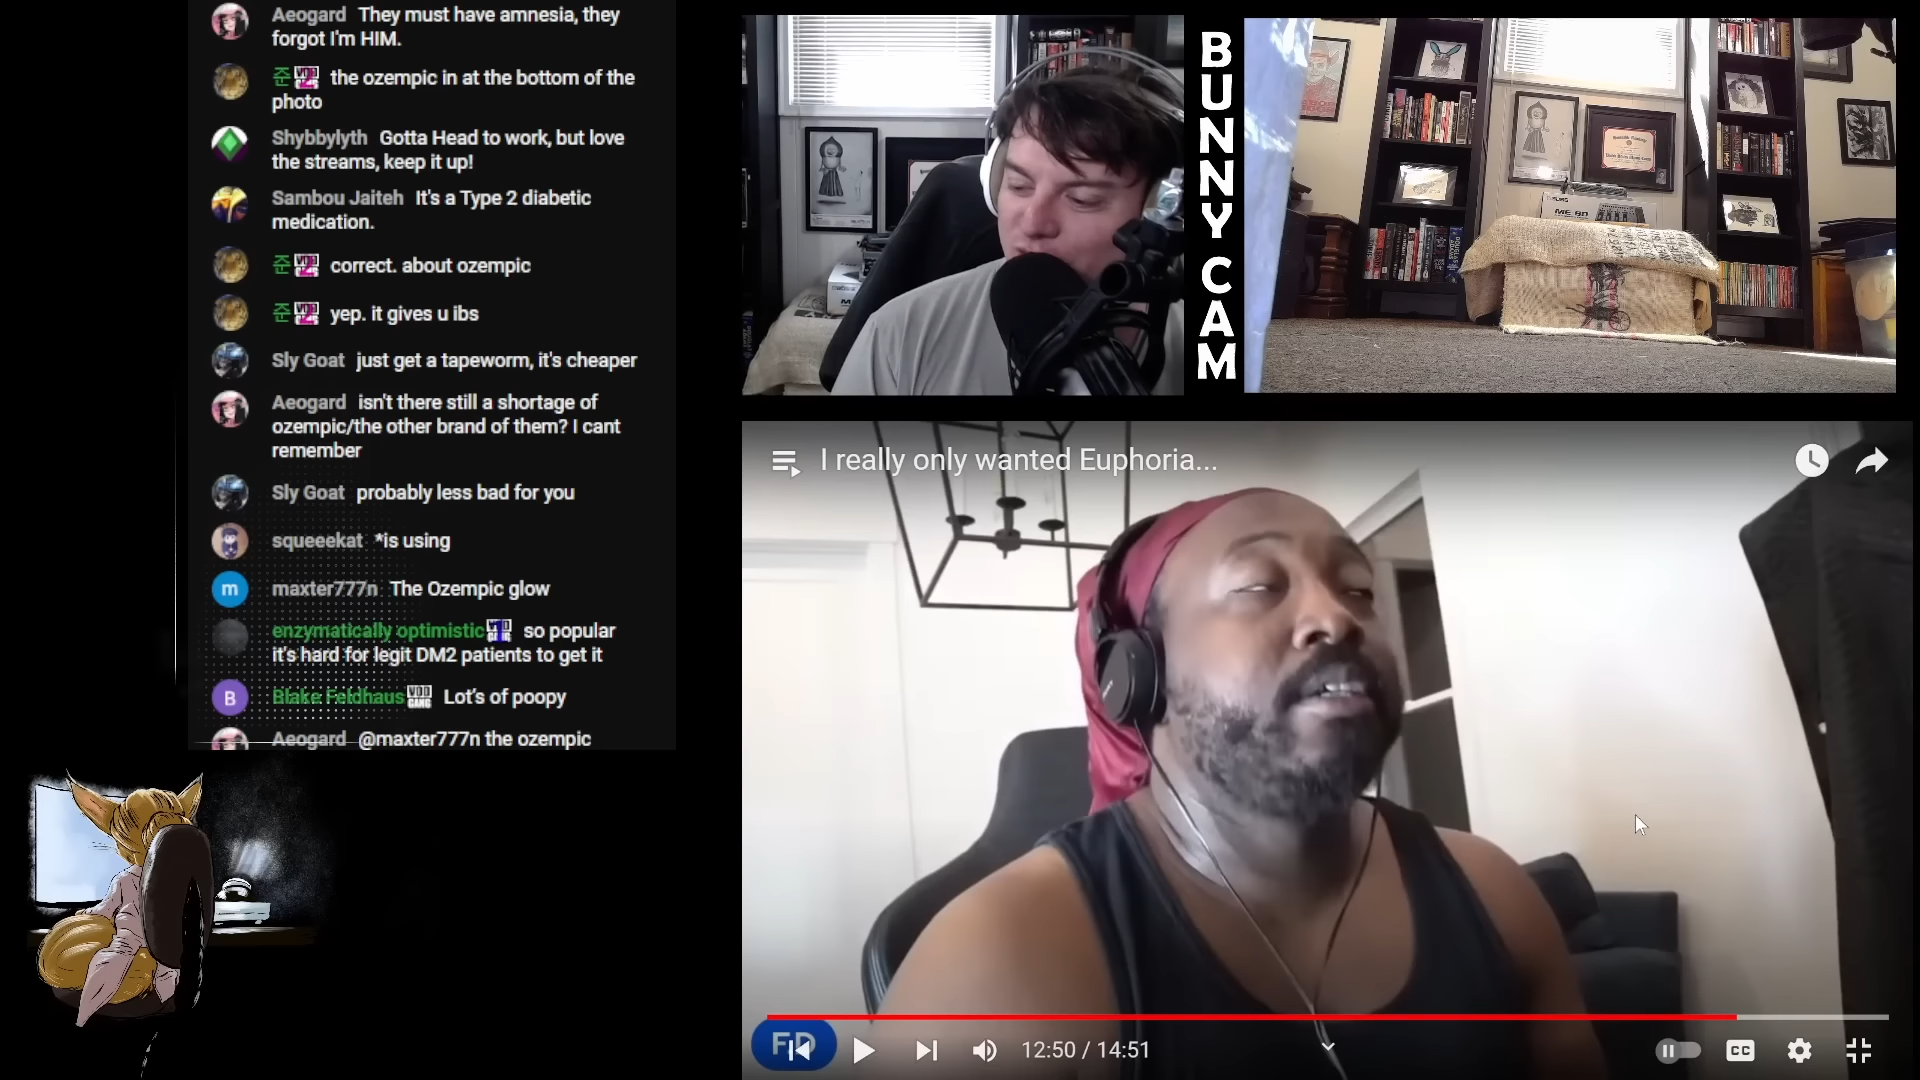 Aeogard They must have amnesia, they
forgot I'm HIM.
준 the ozempic in at the bottom of the
photo
Shybbylyth Gotta Head to work, but love
the streams, keep it up!
Sambou Jaiteh It's a Type 2 diabetic
medication.
준 correct. about ozempic
준 yep. it gives u ibs
Sly Goat just get a tapeworm, it's cheaper
Aeogard isn't there still a shortage of
ozempic/the other brand of them? I cant
remember
Sly Goat probably less bad for you
squeeekat *is using
m maxter777n The Ozempic glow
enzymatically optimistic so popular
it's hard for legit DM2 patients to get it
B Blake Feldhaus VOD GANG Lot's of poopy
Aeogard @maxter777n the ozempic
BUNNY CAM
ME-80
I really only wanted Euphoria...
FD
12:50 / 14:51
CC